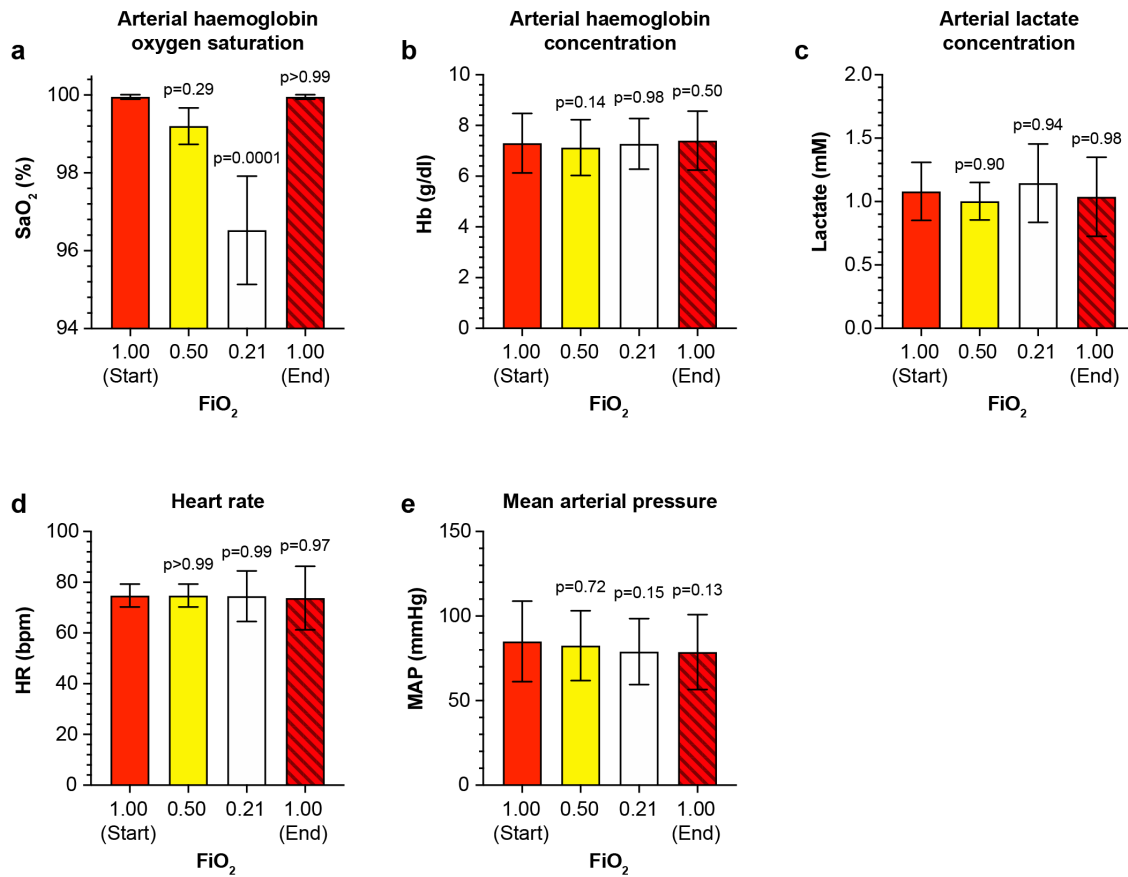 a
Arterial haemoglobin
oxygen saturation
SaO2 (%)
100
98
96
94
p=0.29
p=0.0001
p>0.99
1.00
(Start)
0.50
0.21
1.00
(End)
FiO2
b
Arterial haemoglobin
concentration
Hb (g/dl)
10
8
6
4
2
0
p=0.14
p=0.98
p=0.50
1.00
(Start)
0.50
0.21
1.00
(End)
FiO2
c
Arterial lactate
concentration
Lactate (mM)
2.0
1.5
1.0
0.5
0.0
p=0.90
p=0.94
p=0.98
1.00
(Start)
0.50
0.21
1.00
(End)
FiO2
d
Heart rate
HR (bpm)
100
80
60
40
20
0
p>0.99
p=0.99
p=0.97
1.00
(Start)
0.50
0.21
1.00
(End)
FiO2
e
Mean arterial pressure
MAP (mmHg)
150
100
50
0
p=0.72
p=0.15
p=0.13
1.00
(Start)
0.50
0.21
1.00
(End)
FiO2